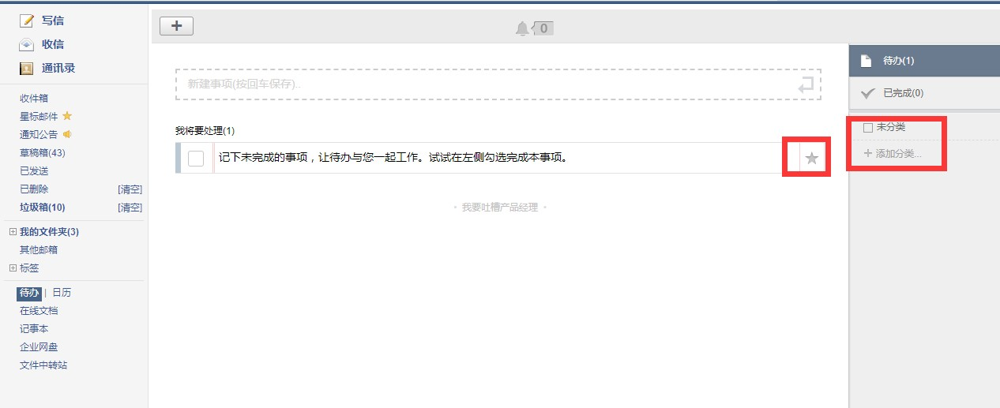 写信
收信
通讯录
收件箱
星标邮件
通知公告
草稿箱(43)
已发送
已删除 [清空]
垃圾箱(10) [清空]
我的文件夹(3)
其他邮箱
标签
待办 | 日历
在线文档
记事本
企业网盘
文件中转站
+
0
新建事项(按回车保存)..
我将要处理(1)
记下未完成的事项，让待办与您一起工作。试试在左侧勾选完成本事项。
• 我要吐槽产品经理 •
待办(1)
已完成(0)
未分类
+ 添加分类...